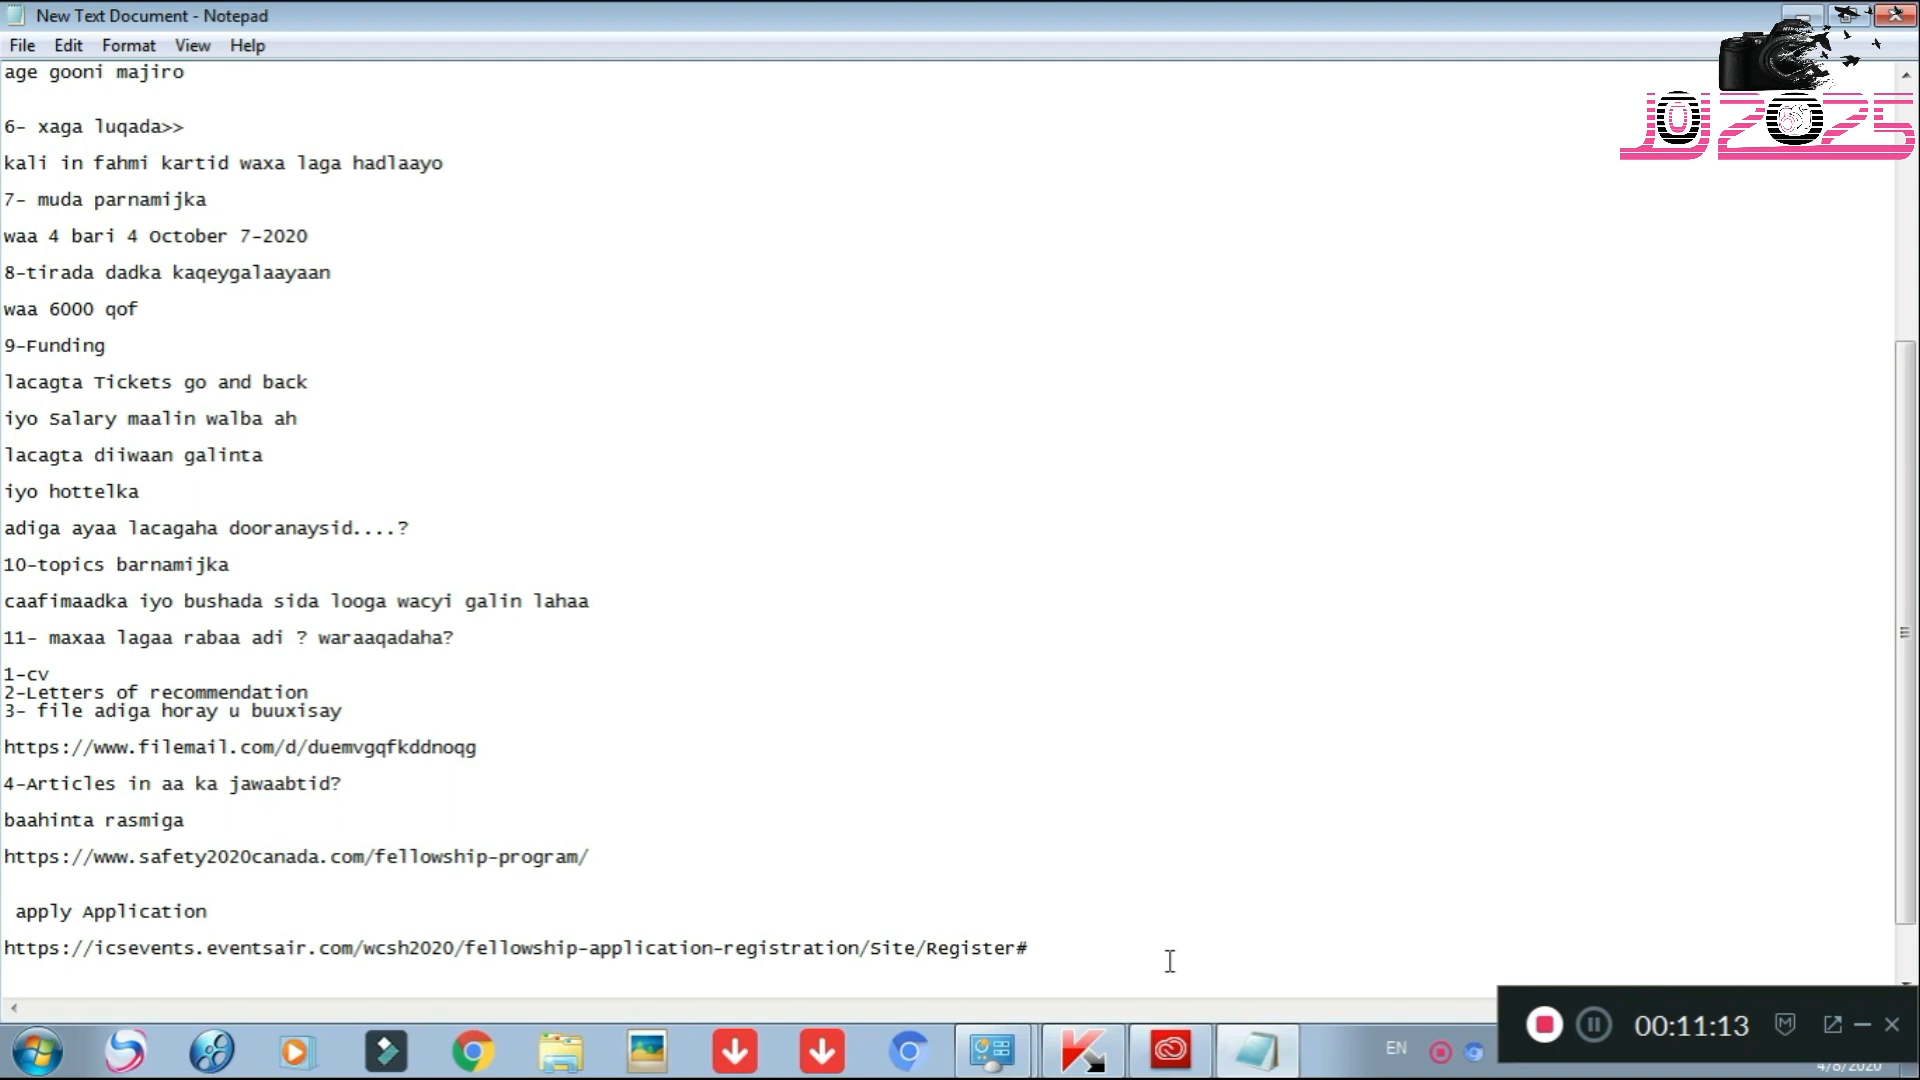 New Text Document - Notepad
File Edit Format View Help
age gooni majiro
6- xaga luqada>>
kali in fahmi kartid waxa laga hadlaayo
7- muda parnamijka
waa 4 bari 4 October 7-2020
8-tirada dadka kaqeygalaayaan
waa 6000 qof
9-Funding
lacagta Tickets go and back
iyo Salary maalin walba ah
lacagta diiwaan galinta
iyo hottelka
adiga ayaa lacagaha dooranaysid....?
10-topics barnamijka
caafimaadka iyo bushada sida looga wacyi galin lahaa
11- maxaa lagaa rabaa adi ? waraaqadaha?
1-cv
2-Letters of recommendation
3- file adiga horay u buuxisay
https://www.filemail.com/d/duemvgqfkddnoqg
4-Articles in aa ka jawaabtid?
baahinta rasmiga
https://www.safety2020canada.com/fellowship-program/
apply Application
https://icsevents.eventsair.com/wcsh2020/fellowship-application-registration/Site/Register#
JOJ2025
00:11:13
EN
4/8/2020